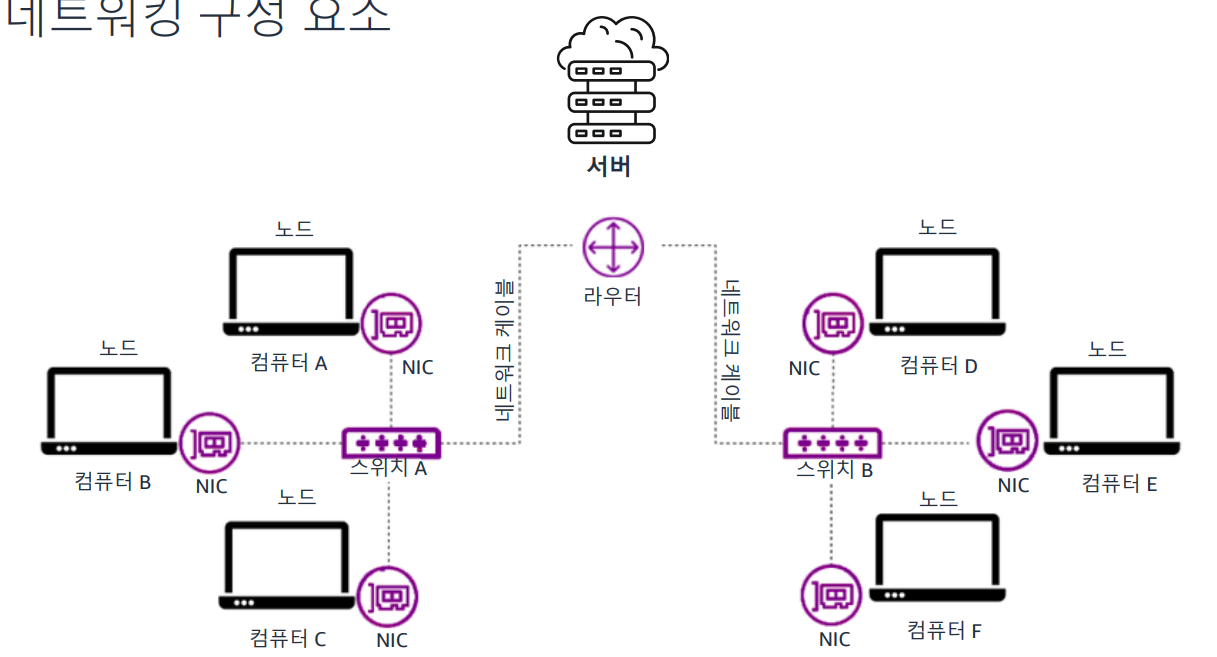 네트워킹 구성 요소
서버
라우터
네트워크 케이블
네트워크 케이블
노드
컴퓨터 A
NIC
노드
컴퓨터 B
NIC
스위치 A
노드
컴퓨터 C
NIC
노드
컴퓨터 D
NIC
노드
컴퓨터 E
NIC
스위치 B
노드
컴퓨터 F
NIC